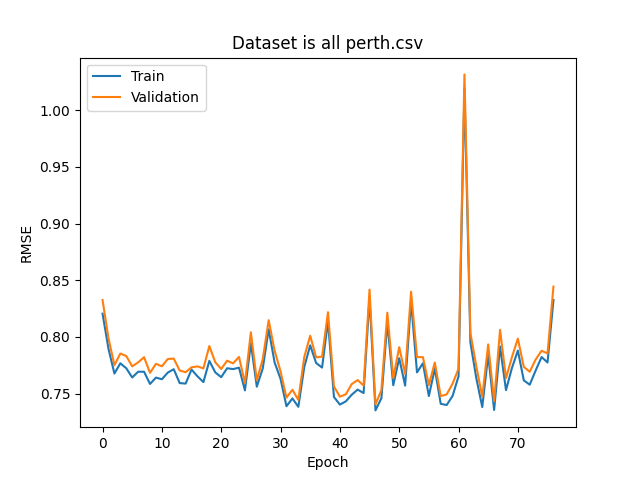 Dataset is all perth.csv
Train
Validation
1.00
0.95
0.90
0.85
0.80
0.75
RMSE
0 10 20 30 40 50 60 70
Epoch